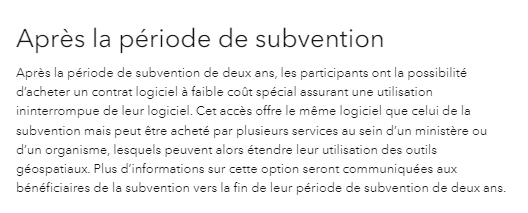 Après la période de subvention
Après la période de subvention de deux ans, les participants ont la possibilité
d’acheter un contrat logiciel à faible coût spécial assurant une utilisation
ininterrompue de leur logiciel. Cet accès offre le même logiciel que celui de la
subvention mais peut être acheté par plusieurs services au sein d’un ministère ou
d’un organisme, lesquels peuvent alors étendre leur utilisation des outils
géospatiaux. Plus d’informations sur cette option seront communiquées aux
bénéficiaires de la subvention vers la fin de leur période de subvention de deux ans.